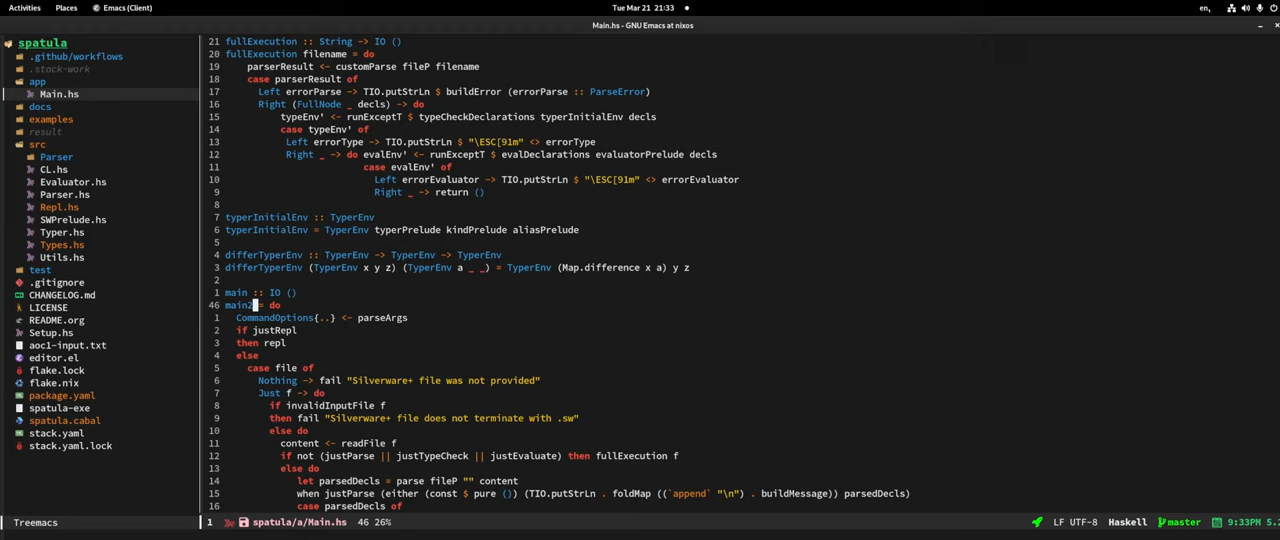 Activities Places Emacs (Client) Tue Mar 21 21:33 en,
Main.hs - GNU Emacs at nixos
spatula
.github/workflows
.stack-work
app
Main.hs
docs
examples
result
src
Parser
CL.hs
Evaluator.hs
Parser.hs
Repl.hs
SWPrelude.hs
Typer.hs
Types.hs
Utils.hs
test
.gitignore
CHANGELOG.md
LICENSE
README.org
Setup.hs
aoc1-input.txt
editor.el
flake.lock
flake.nix
package.yaml
spatula-exe
spatula.cabal
stack.yaml
stack.yaml.lock
Treemacs
21 fullExecution :: String -> IO ()
20 fullExecution filename = do
19 parserResult <- customParse fileP filename
18 case parserResult of
17 Left errorParse -> TIO.putStrLn $ buildError (errorParse :: ParseError)
16 Right (FullNode _ decls) -> do
15 typeEnv' <- runExceptT $ typeCheckDeclarations typerInitialEnv decls
14 case typeEnv' of
13 Left errorType -> TIO.putStrLn $ "\ESC[91m" <> errorType
12 Right _ -> do evalEnv' <- runExceptT $ evalDeclarations evaluatorPrelude decls
11 case evalEnv' of
10 Left errorEvaluator -> TIO.putStrLn $ "\ESC[91m" <> errorEvaluator
9 Right _ -> return ()
8
7 typerInitialEnv :: TyperEnv
6 typerInitialEnv = TyperEnv typerPrelude kindPrelude aliasPrelude
5
4 differTyperEnv :: TyperEnv -> TyperEnv -> TyperEnv
3 differTyperEnv (TyperEnv x y z) (TyperEnv a _ _) = TyperEnv (Map.difference x a) y z
2
1 main :: IO ()
46 main2 = do
1 CommandOptions{..} <- parseArgs
2 if justRepl
3 then repl
4 else
5 case file of
6 Nothing -> fail "Silverware+ file was not provided"
7 Just f -> do
8 if invalidInputFile f
9 then fail "Silverware+ file does not terminate with .sw"
10 else do
11 content <- readFile f
12 if not (justParse || justTypeCheck || justEvaluate) then fullExecution f
13 else do
14 let parsedDecls = parse fileP "" content
15 when justParse (either (const $ pure ()) (TIO.putStrLn . foldMap ((`append` "\n") . buildMessage)) parsedDecls)
16 case parsedDecls of
1 spatula/a/Main.hs 46 26% LF UTF-8 Haskell master 9:33PM 5.2